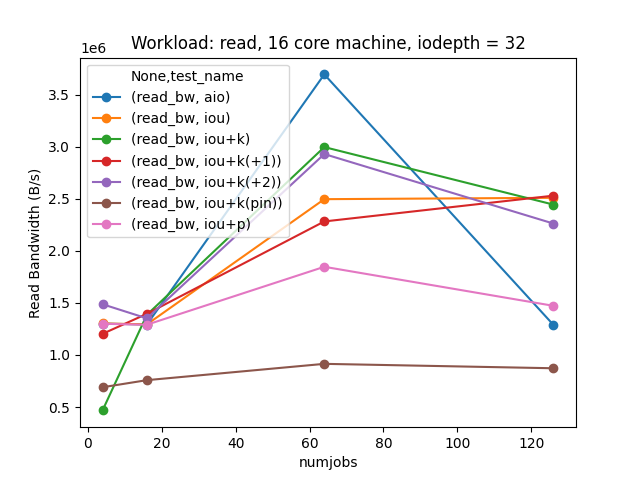 Workload: read, 16 core machine, iodepth = 32
1e6
None,test_name
(read_bw, aio)
(read_bw, iou)
(read_bw, iou+k)
(read_bw, iou+k(+1))
(read_bw, iou+k(+2))
(read_bw, iou+k(pin))
(read_bw, iou+p)
Read Bandwidth (B/s)
3.5
3.0
2.5
2.0
1.5
1.0
0.5
0 20 40 60 80 100 120
numjobs